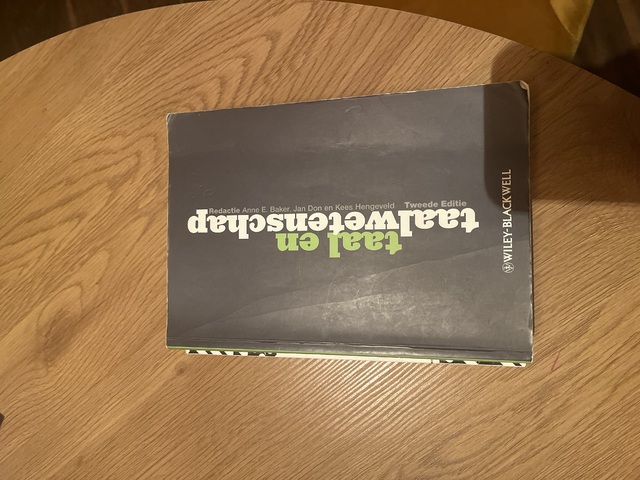 taal en
taalwetenschap
Redactie Anne E. Baker, Jan Don en Kees Hengeveld Tweede Editie
WILEY-BLACKWELL